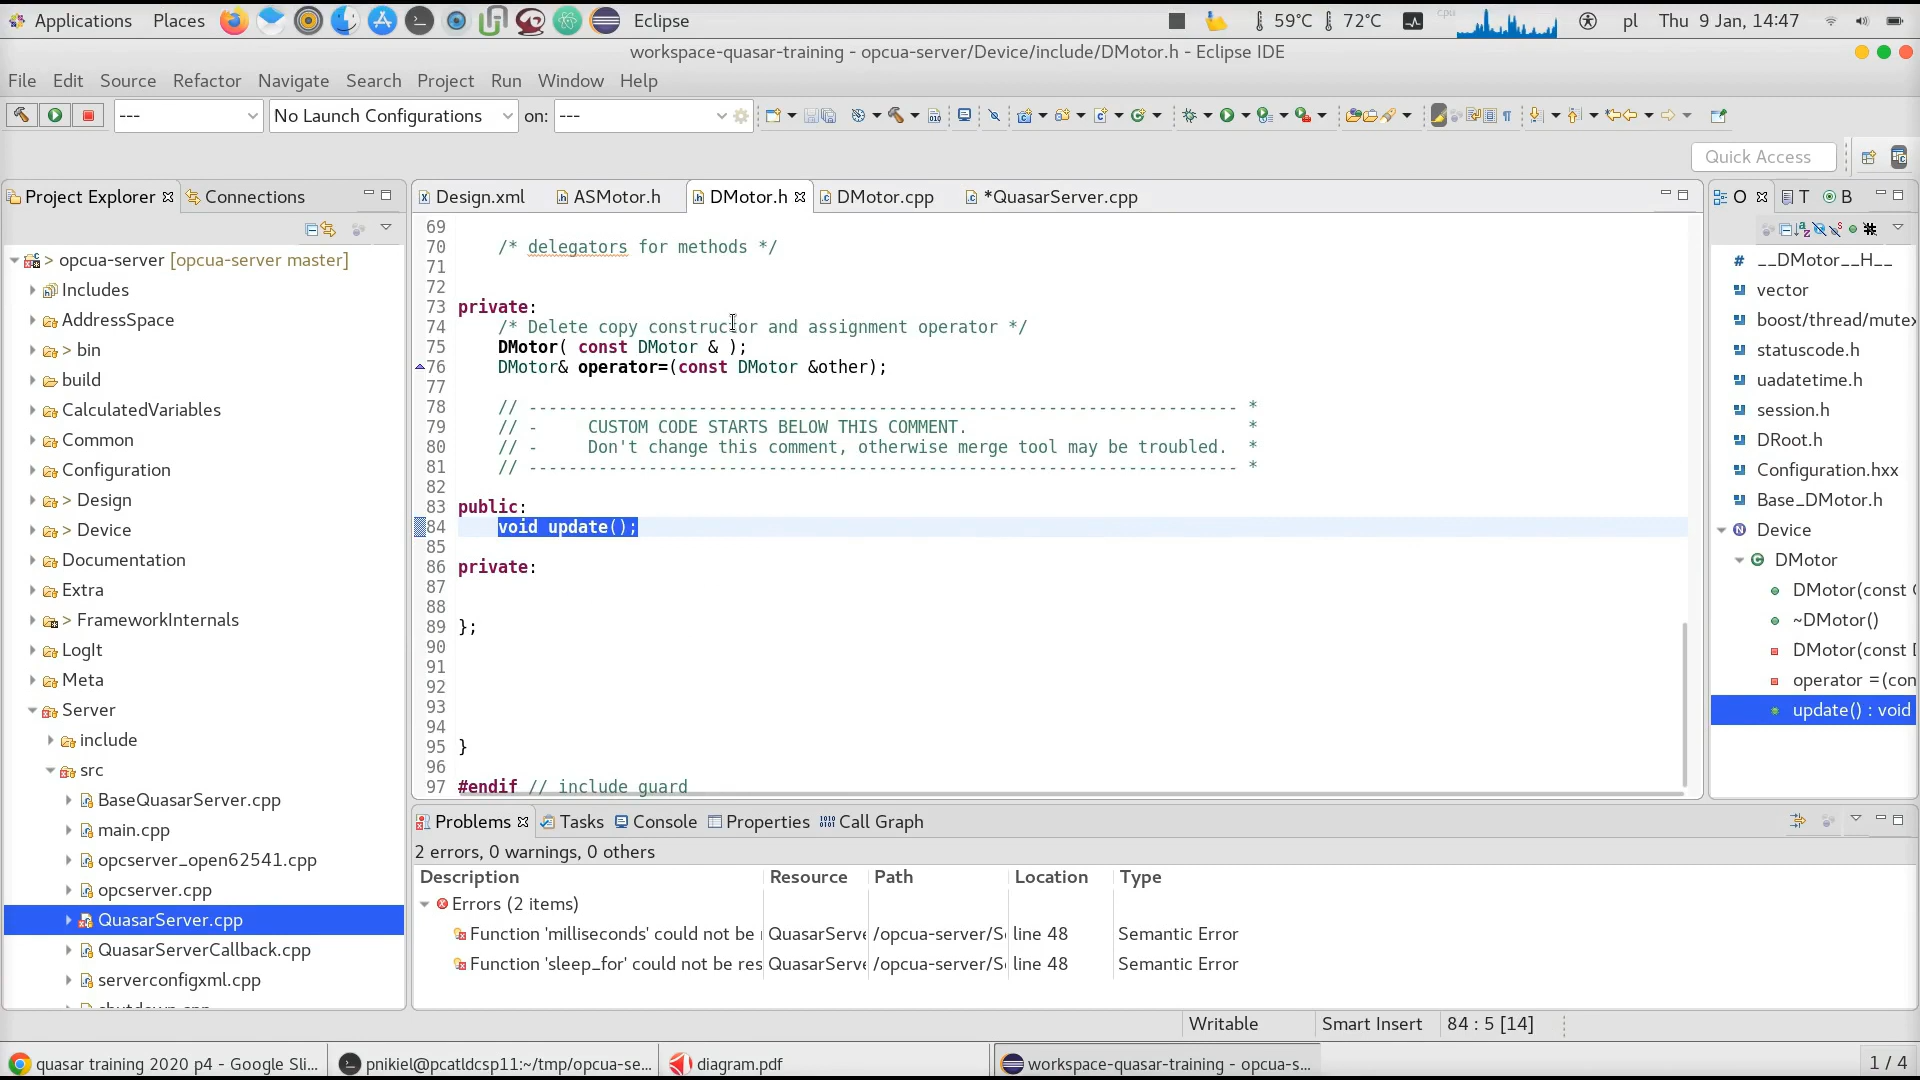 Applications Places Eclipse 59°C 72°C cpu pl Thu 9 Jan, 14:47
workspace-quasar-training - opcua-server/Device/include/DMotor.h - Eclipse IDE
File Edit Source Refactor Navigate Search Project Run Window Help
--- No Launch Configurations on: ---
Quick Access
Project Explorer Connections
Design.xml ASMotor.h DMotor.h DMotor.cpp *QuasarServer.cpp
O T B
> opcua-server [opcua-server master]
Includes
AddressSpace
> bin
build
CalculatedVariables
Common
Configuration
> Design
> Device
Documentation
Extra
> FrameworkInternals
LogIt
Meta
Server
include
src
BaseQuasarServer.cpp
main.cpp
opcserver_open62541.cpp
opcserver.cpp
QuasarServer.cpp
QuasarServerCallback.cpp
serverconfigxml.cpp
69
70 /* delegators for methods */
71
72
73 private:
74 /* Delete copy constructor and assignment operator */
75 DMotor( const DMotor & );
76 DMotor& operator=(const DMotor &other);
77
78 // ----------------------------------------------------------------------- *
79 // - CUSTOM CODE STARTS BELOW THIS COMMENT. *
80 // - Don't change this comment, otherwise merge tool may be troubled. *
81 // ----------------------------------------------------------------------- *
82
83 public:
84 void update();
85
86 private:
87
88
89 };
90
91
92
93
94
95 }
96
97 #endif // include guard
__DMotor__H__
vector
boost/thread/mutex
statuscode.h
uadatetime.h
session.h
DRoot.h
Configuration.hxx
Base_DMotor.h
Device
DMotor
DMotor(const
~DMotor()
DMotor(const
operator =(con
update() : void
Problems Tasks Console Properties Call Graph
2 errors, 0 warnings, 0 others
Description Resource Path Location Type
Errors (2 items)
Function 'milliseconds' could not be QuasarServe /opcua-server/S line 48 Semantic Error
Function 'sleep_for' could not be res QuasarServe /opcua-server/S line 48 Semantic Error
Writable Smart Insert 84 : 5 [14]
quasar training 2020 p4 - Google Sli... pnikiel@pcatldcsp11:~/tmp/opcua-se... diagram.pdf workspace-quasar-training - opcua-s... 1 / 4